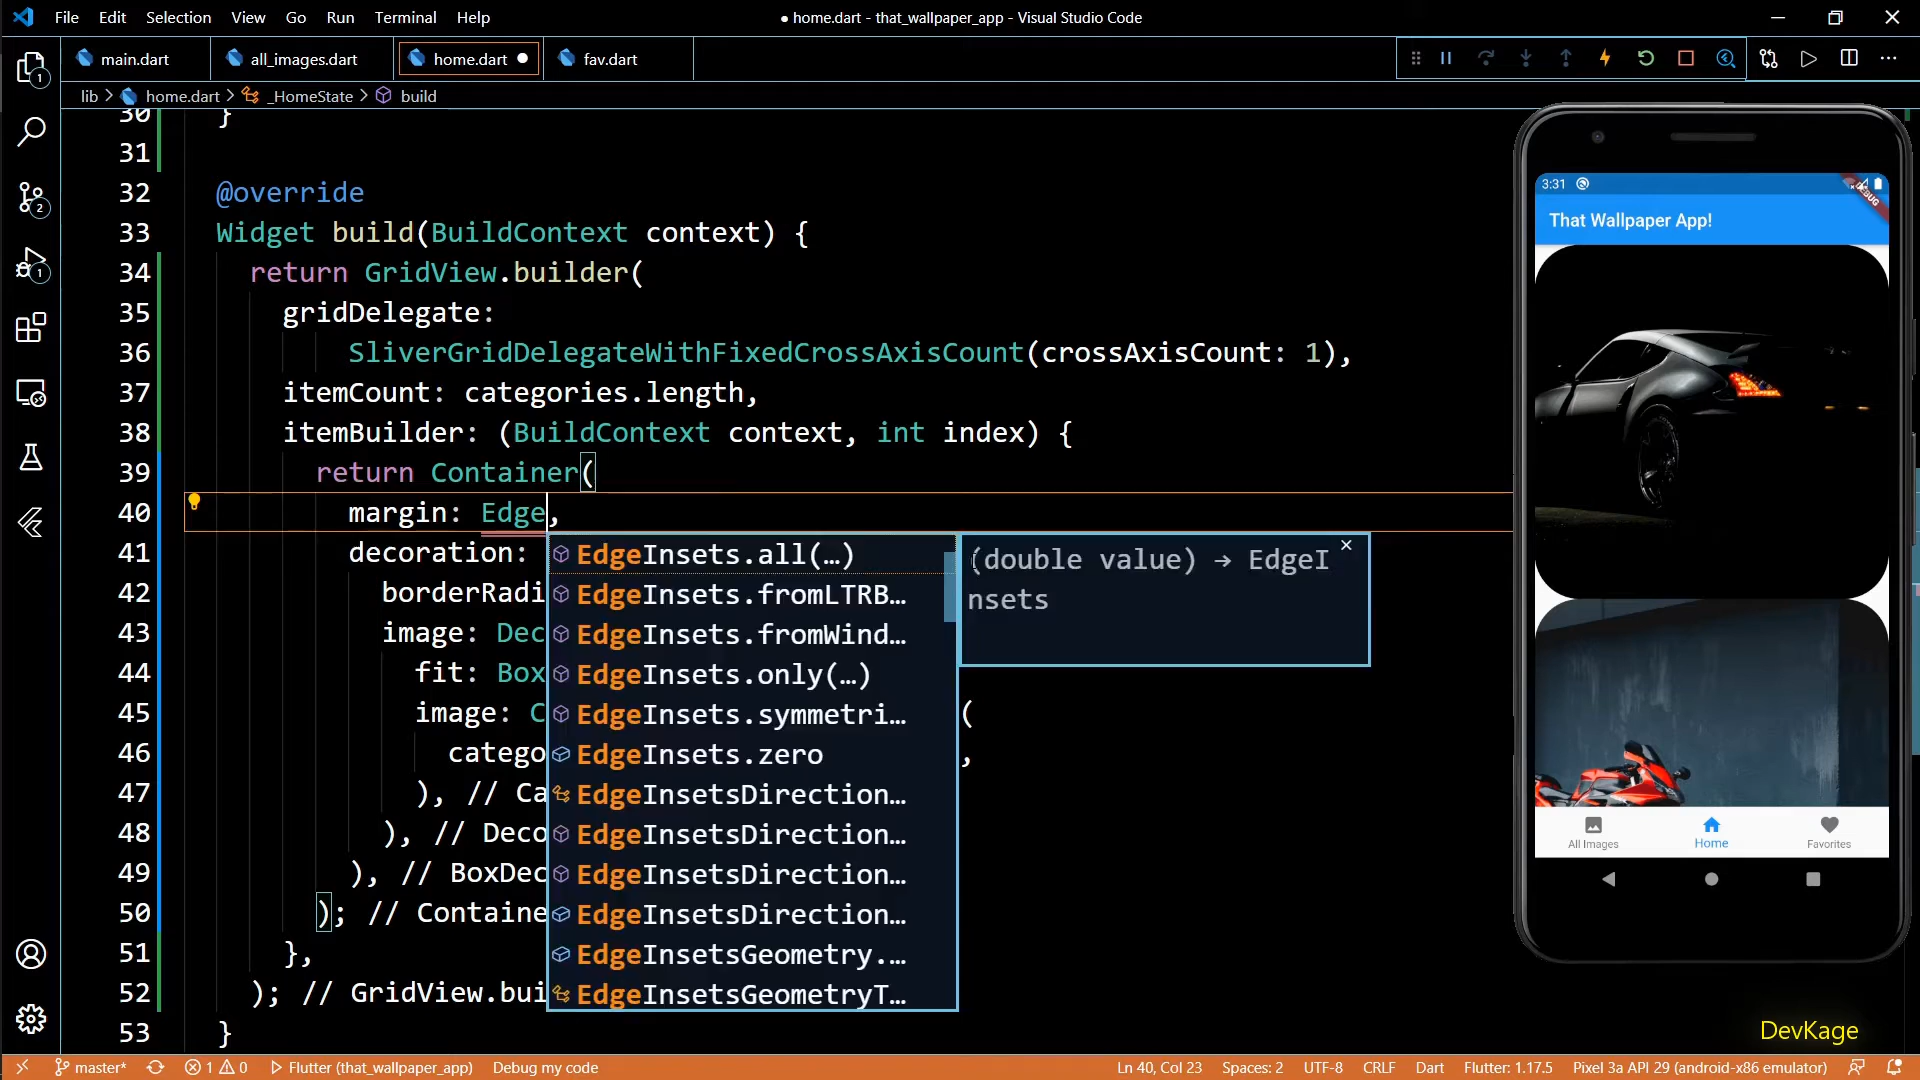 File Edit Selection View Go Run Terminal Help
● home.dart - that_wallpaper_app - Visual Studio Code
main.dart
all_images.dart
home.dart
fav.dart
lib > home.dart > _HomeState > build
30 }
31
32 @override
33 Widget build(BuildContext context) {
34 return GridView.builder(
35 gridDelegate:
36 SliverGridDelegateWithFixedCrossAxisCount(crossAxisCount: 1),
37 itemCount: categories.length,
38 itemBuilder: (BuildContext context, int index) {
39 return Container(
40 margin: Edge,
41 decoration:
42 borderRadi
43 image: Dec
44 fit: Box
45 image: C (
46 catego ,
47 ), // Ca
48 ), // Deco
49 ), // BoxDec
50 ); // Containe
51 },
52 ); // GridView.bui
53 }
EdgeInsets.all(…)
EdgeInsets.fromLTRB…
EdgeInsets.fromWind…
EdgeInsets.only(…)
EdgeInsets.symmetri…
EdgeInsets.zero
EdgeInsetsDirection…
EdgeInsetsDirection…
EdgeInsetsDirection…
EdgeInsetsDirection…
EdgeInsetsGeometry.…
EdgeInsetsGeometryT…
(double value) → EdgeI
nsets
3:31
DEBUG
That Wallpaper App!
All Images
Home
Favorites
DevKage
1
2
1
master* 1 0 Flutter (that_wallpaper_app) Debug my code
Ln 40, Col 23 Spaces: 2 UTF-8 CRLF Dart Flutter: 1.17.5 Pixel 3a API 29 (android-x86 emulator)